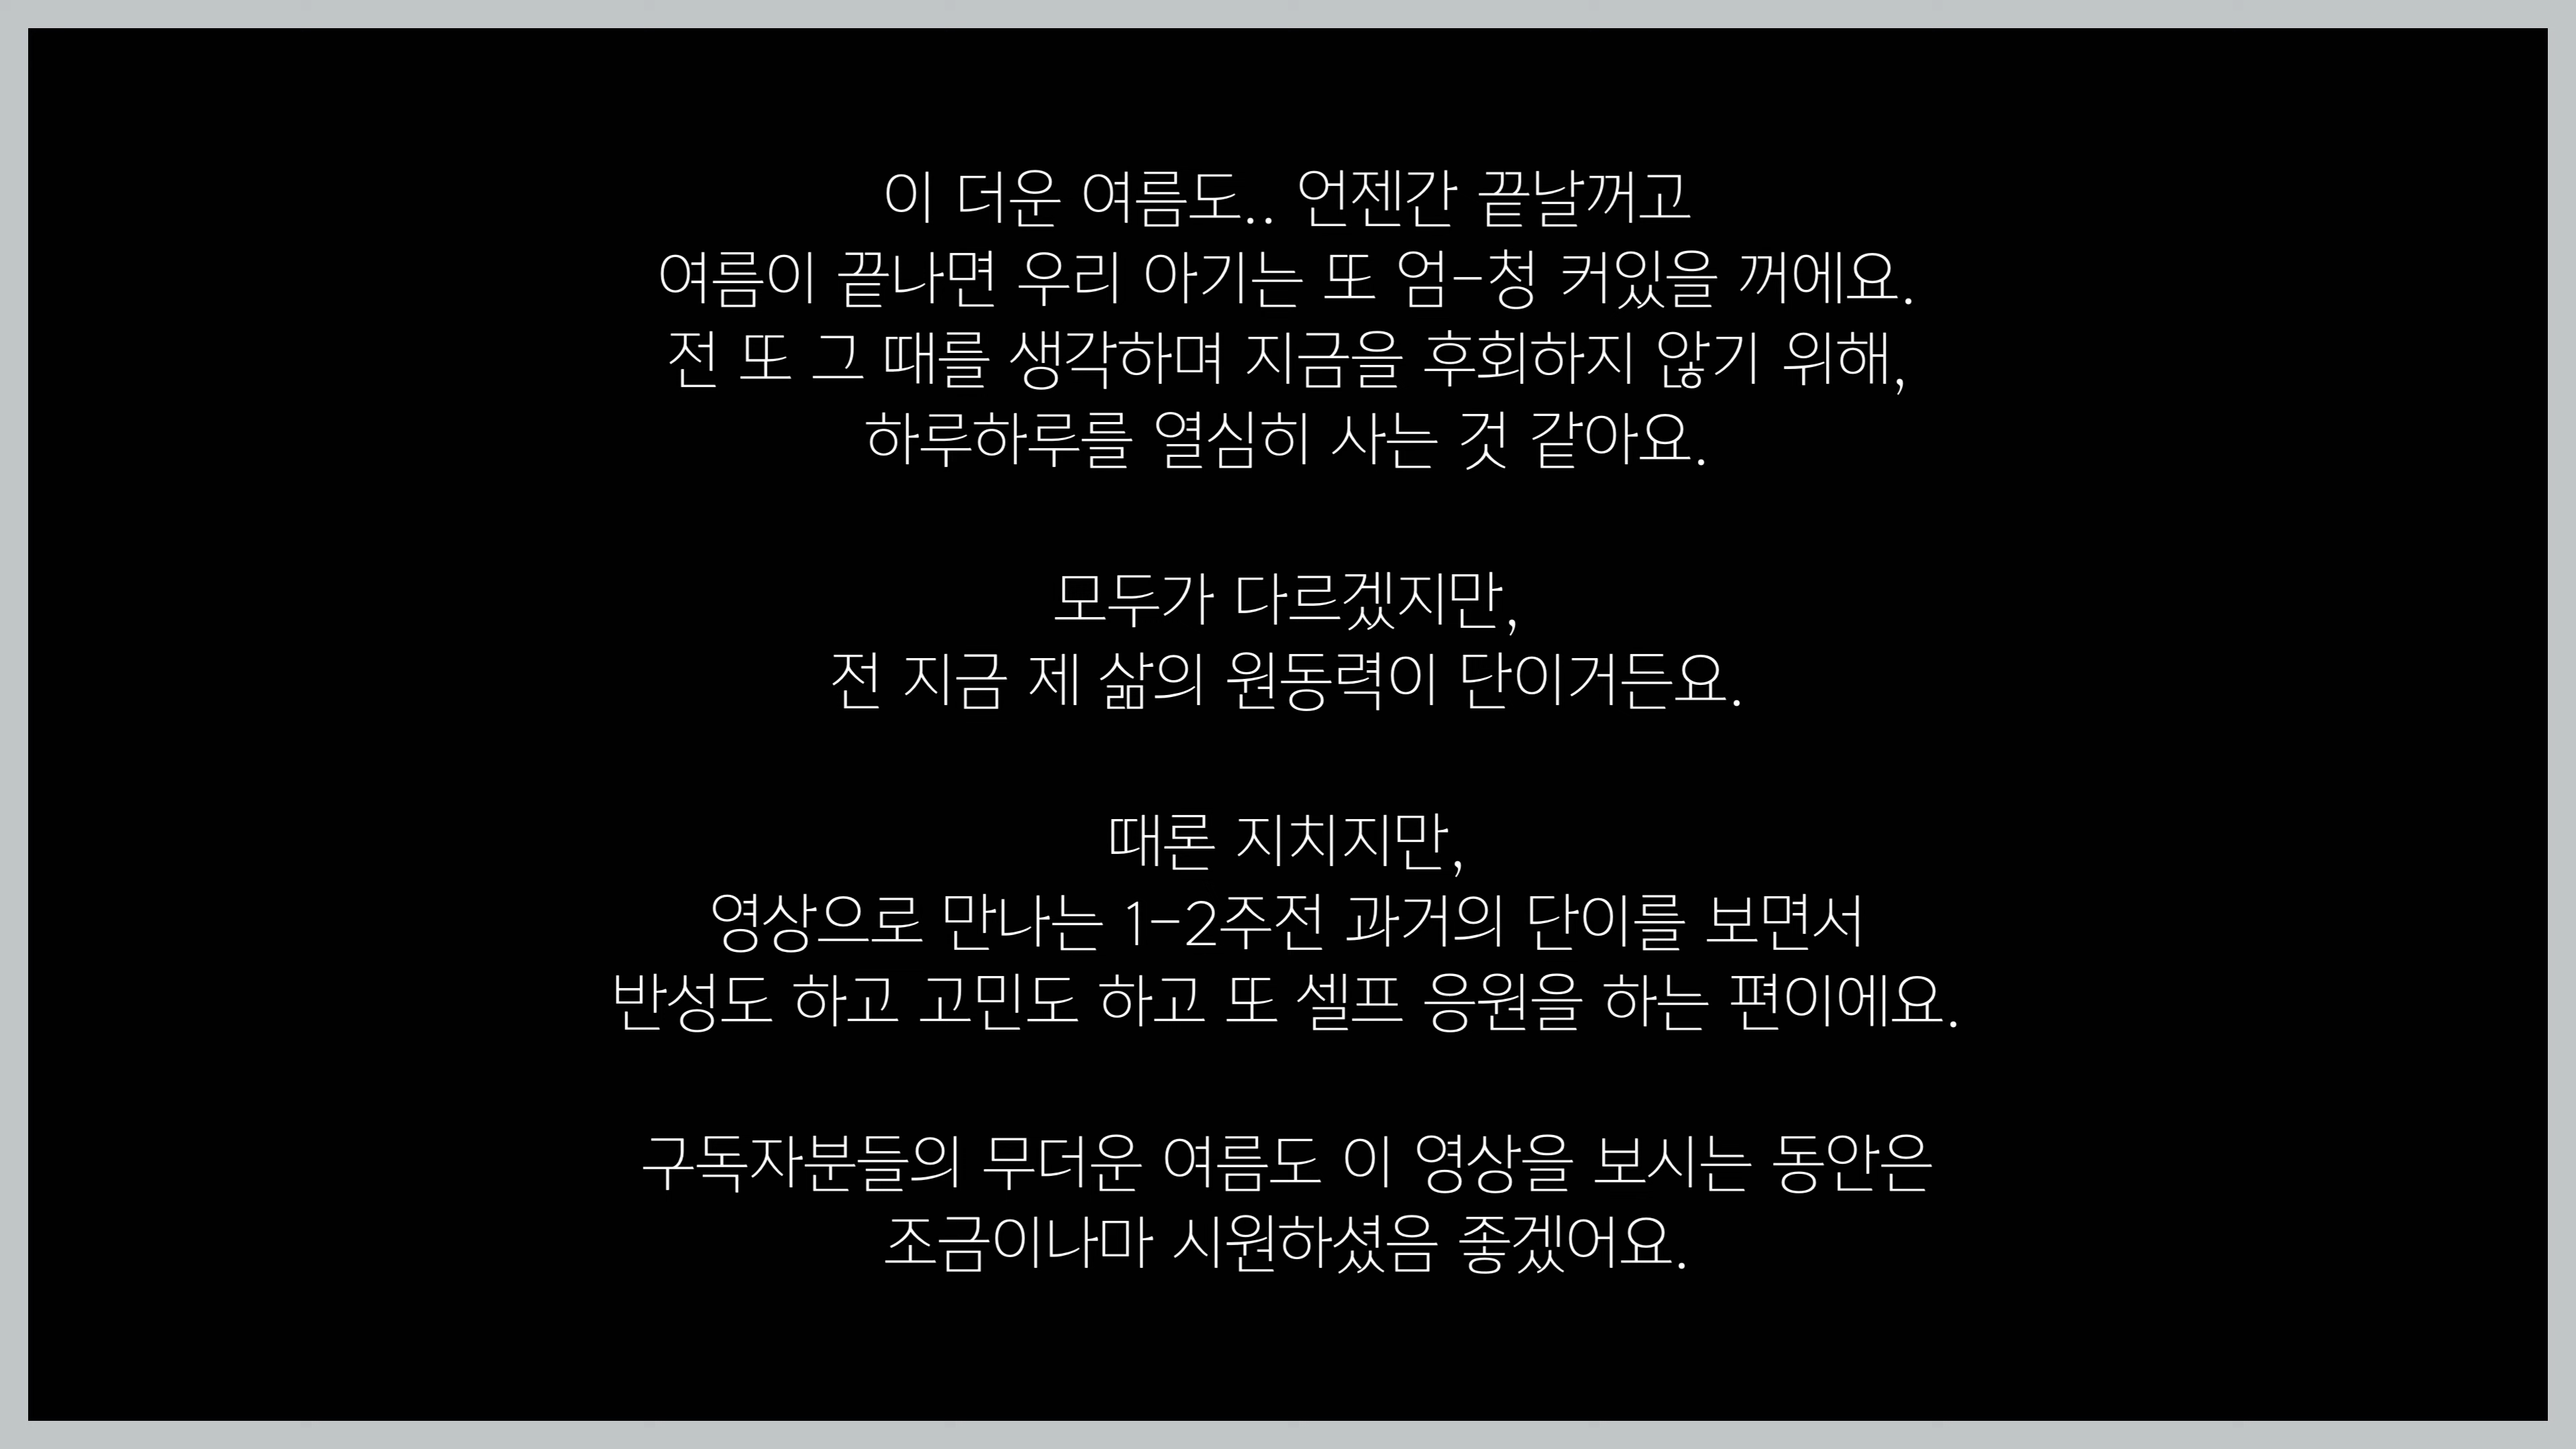 이 더운 여름도.. 언젠간 끝날꺼고
여름이 끝나면 우리 아기는 또 엄-청 커있을 꺼에요.
전 또 그 때를 생각하며 지금을 후회하지 않기 위해,
하루하루를 열심히 사는 것 같아요.
모두가 다르겠지만,
전 지금 제 삶의 원동력이 단이거든요.
때론 지치지만,
영상으로 만나는 1-2주전 과거의 단이를 보면서
반성도 하고 고민도 하고 또 셀프 응원을 하는 편이에요.
구독자분들의 무더운 여름도 이 영상을 보시는 동안은
조금이나마 시원하셨음 좋겠어요.